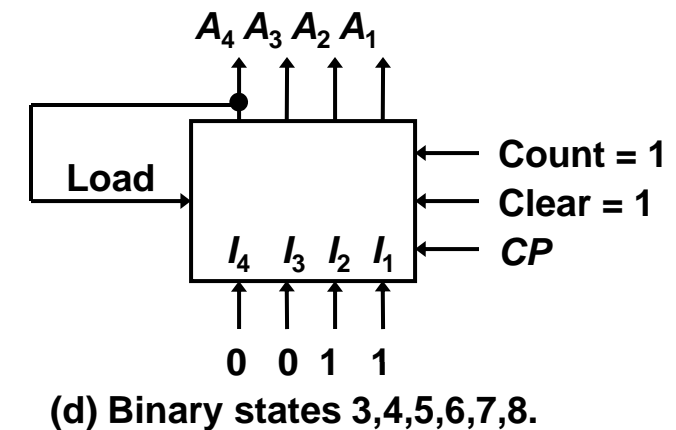 A4 A3 A2 A1
Count = 1
Load
Clear = 1
I4 I3 I2 I1
CP
0 0 1 1
(d) Binary states 3,4,5,6,7,8.